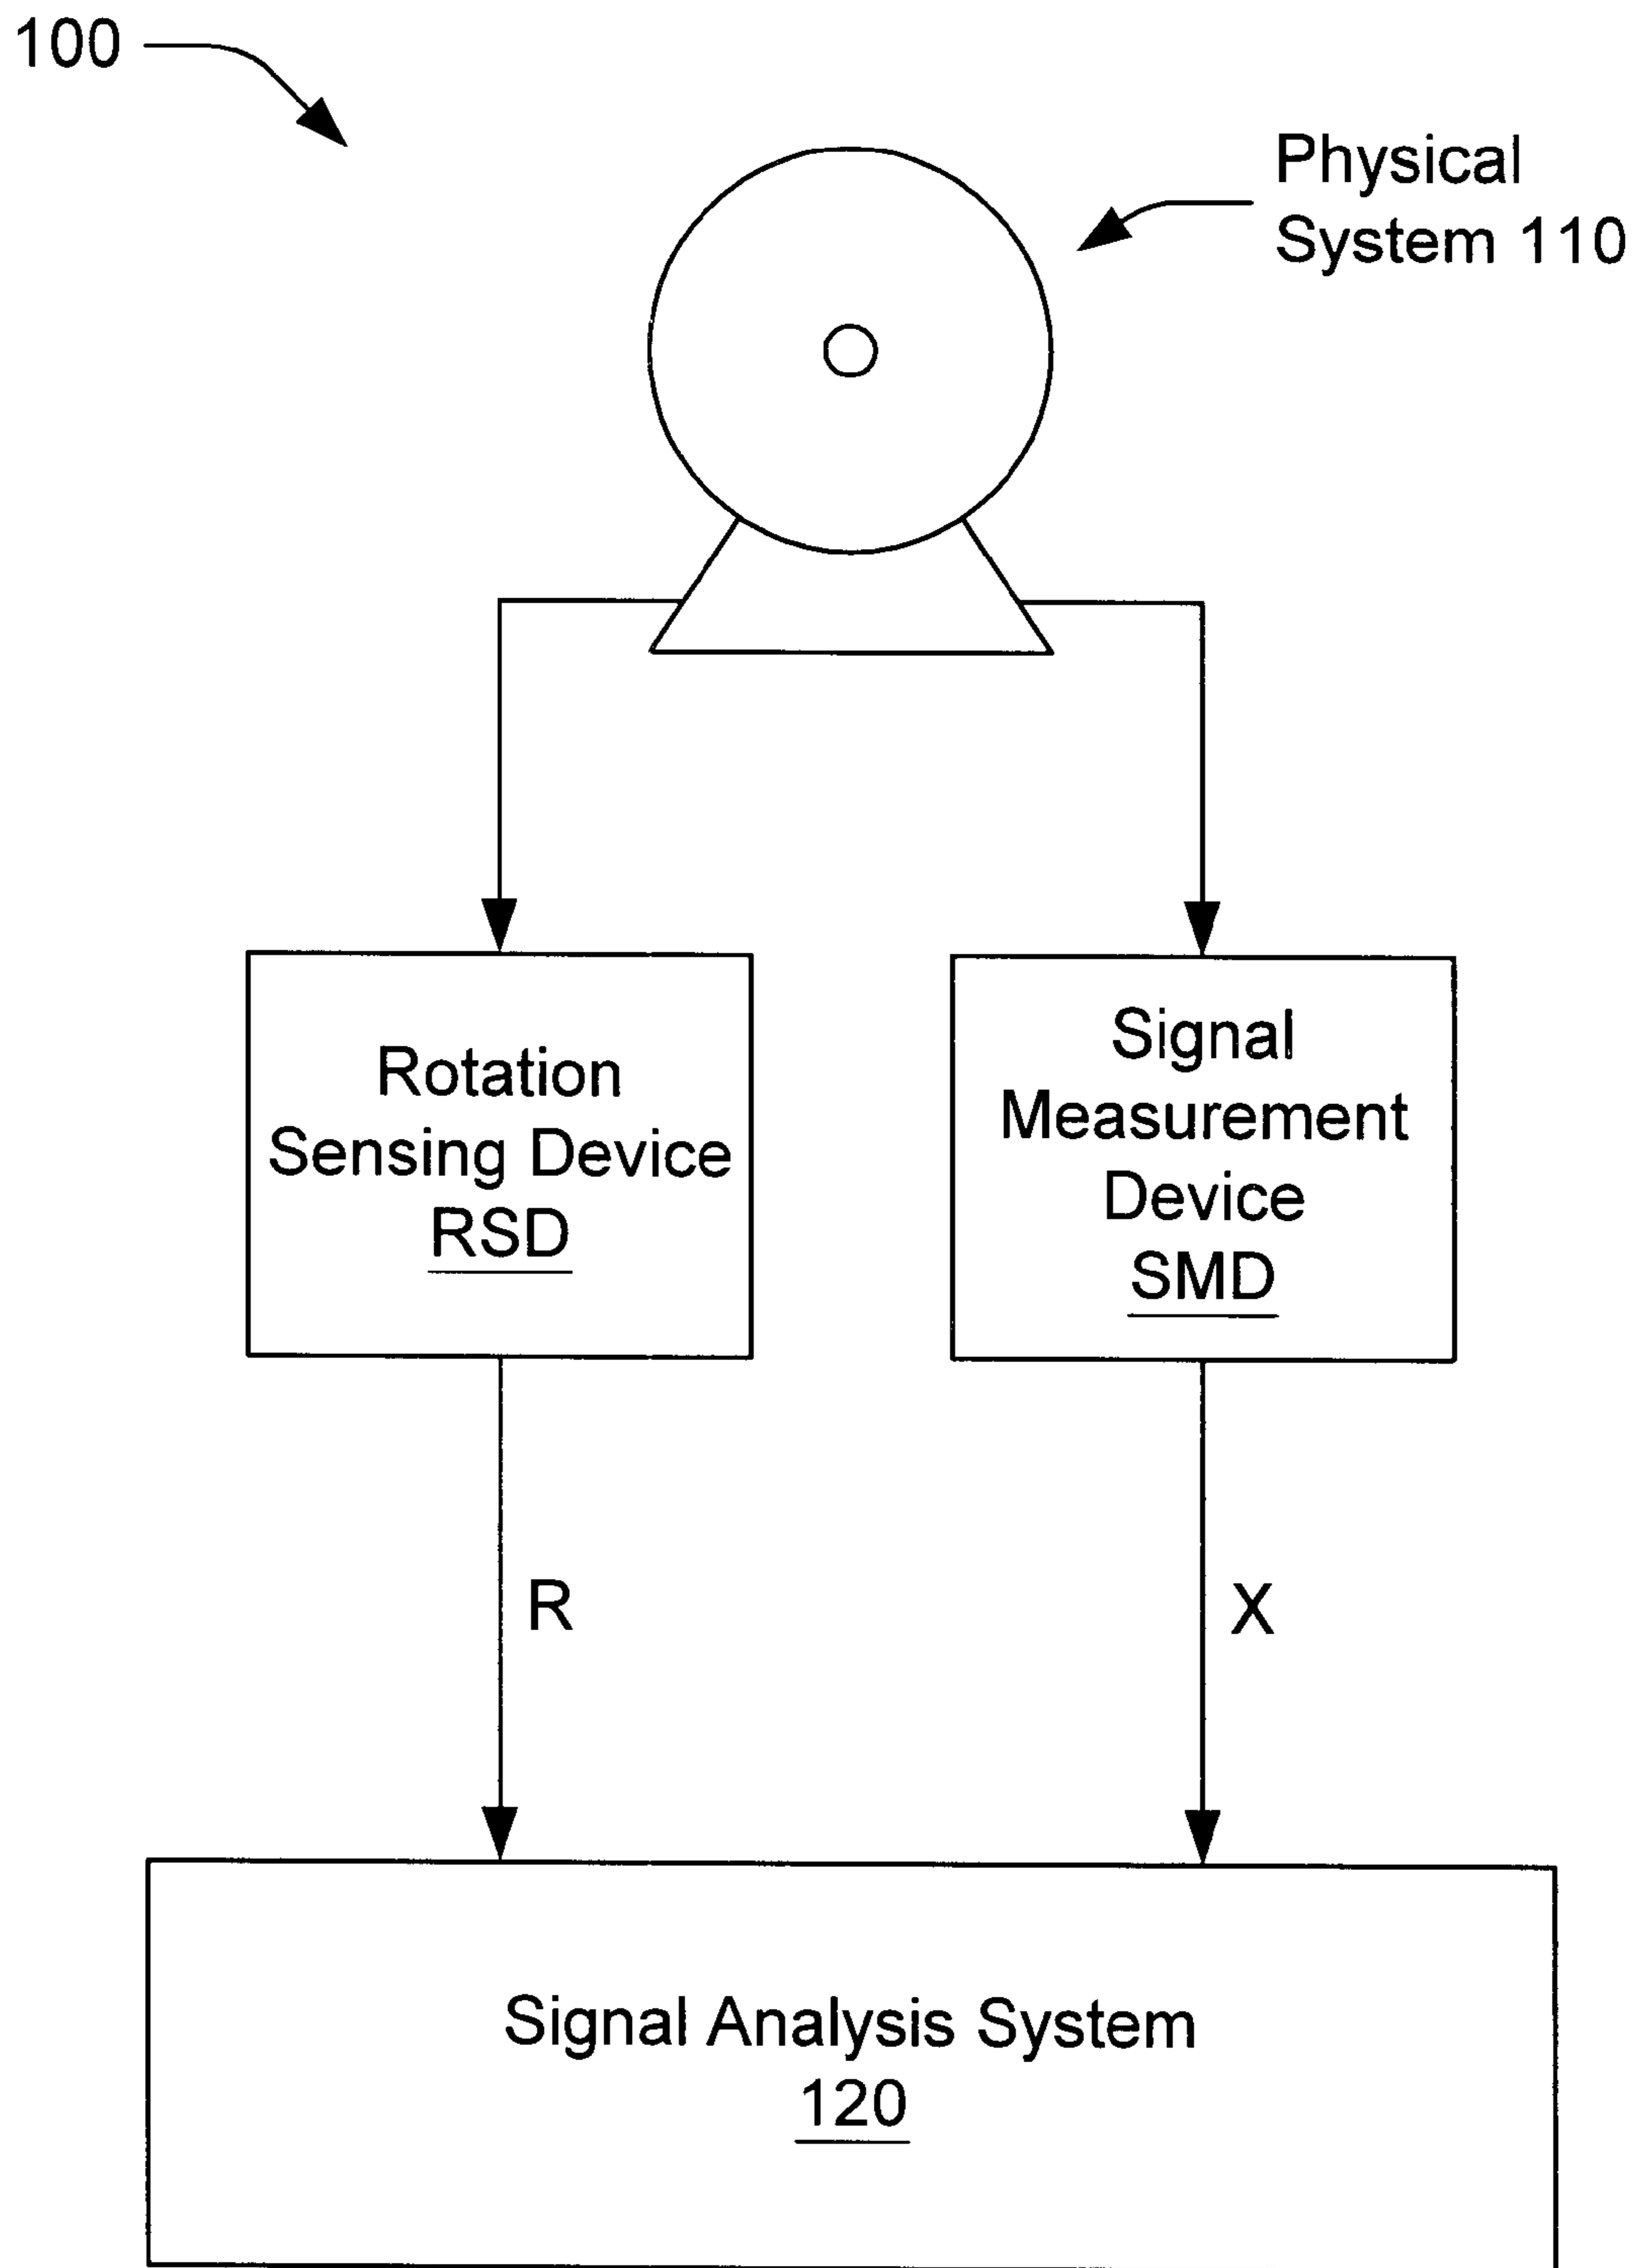 100
Physical
System 110
Rotation
Sensing Device
RSD
Signal
Measurement
Device
SMD
R
X
Signal Analysis System
120